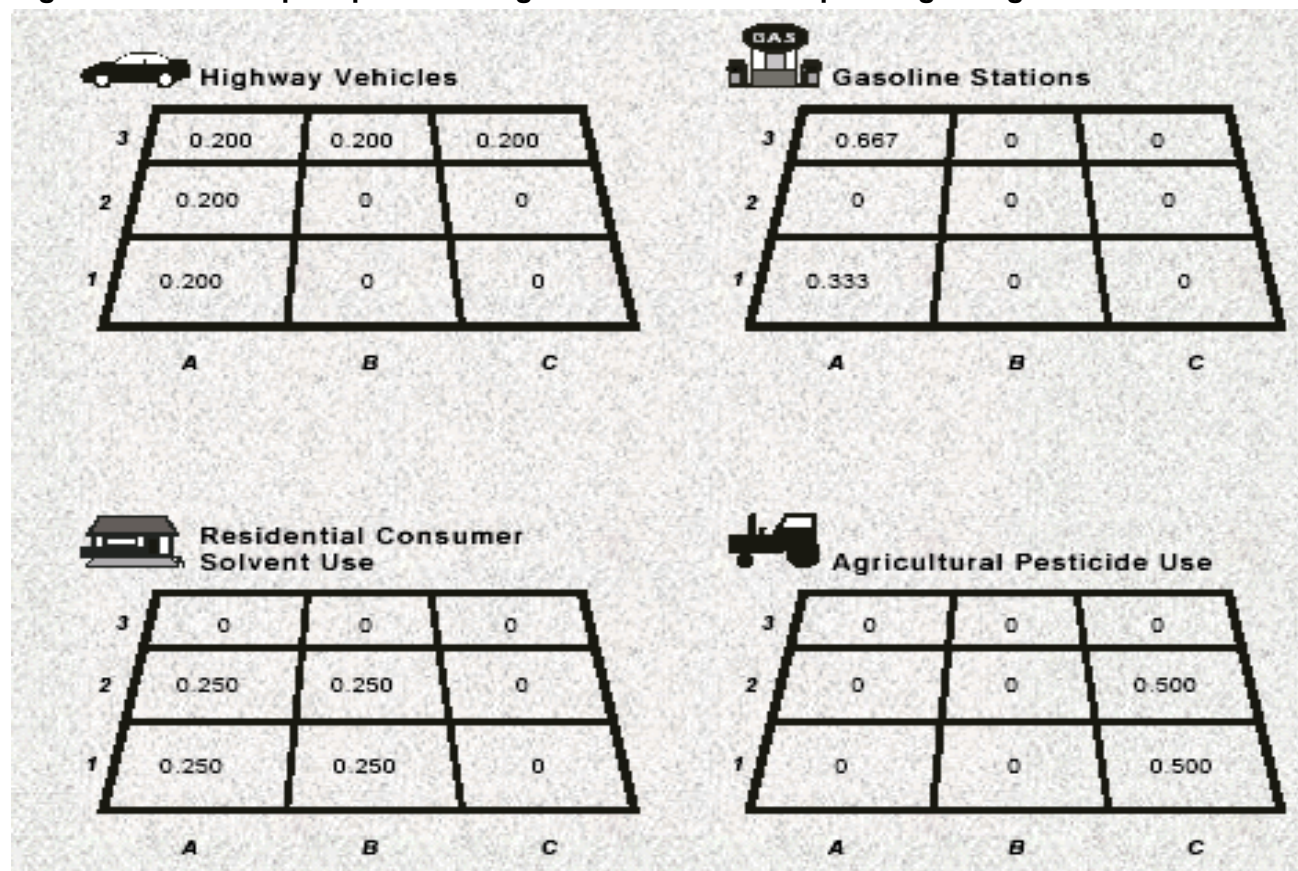 GAS
Highway Vehicles
Gasoline Stations
3 0.200 0.200 0.200
2 0.200 0 0
1 0.200 0 0
A B C
3 0.667 0 0
2 0 0 0
1 0.333 0 0
A B C
Residential Consumer
Solvent Use
Agricultural Pesticide Use
3 0 0 0
2 0.250 0.250 0
1 0.250 0.250 0
A B C
3 0 0 0
2 0 0 0.500
1 0 0 0.500
A B C